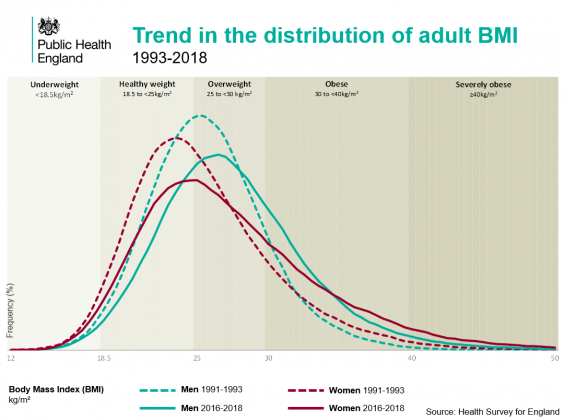 Public Health
England
Trend in the distribution of adult BMI
1993-2018
Underweight
<18.5kg/m²
Healthy weight
18.5 to <25kg/m²
Overweight
25 to <30 kg/m²
Obese
30 to <40kg/m²
Severely obese
≥40kg/m²
Frequency (%)
12 18.5 25 30 40 50
Body Mass Index (BMI)
kg/m²
Men 1991-1993
Women 1991-1993
Men 2016-2018
Women 2016-2018
Source: Health Survey for England